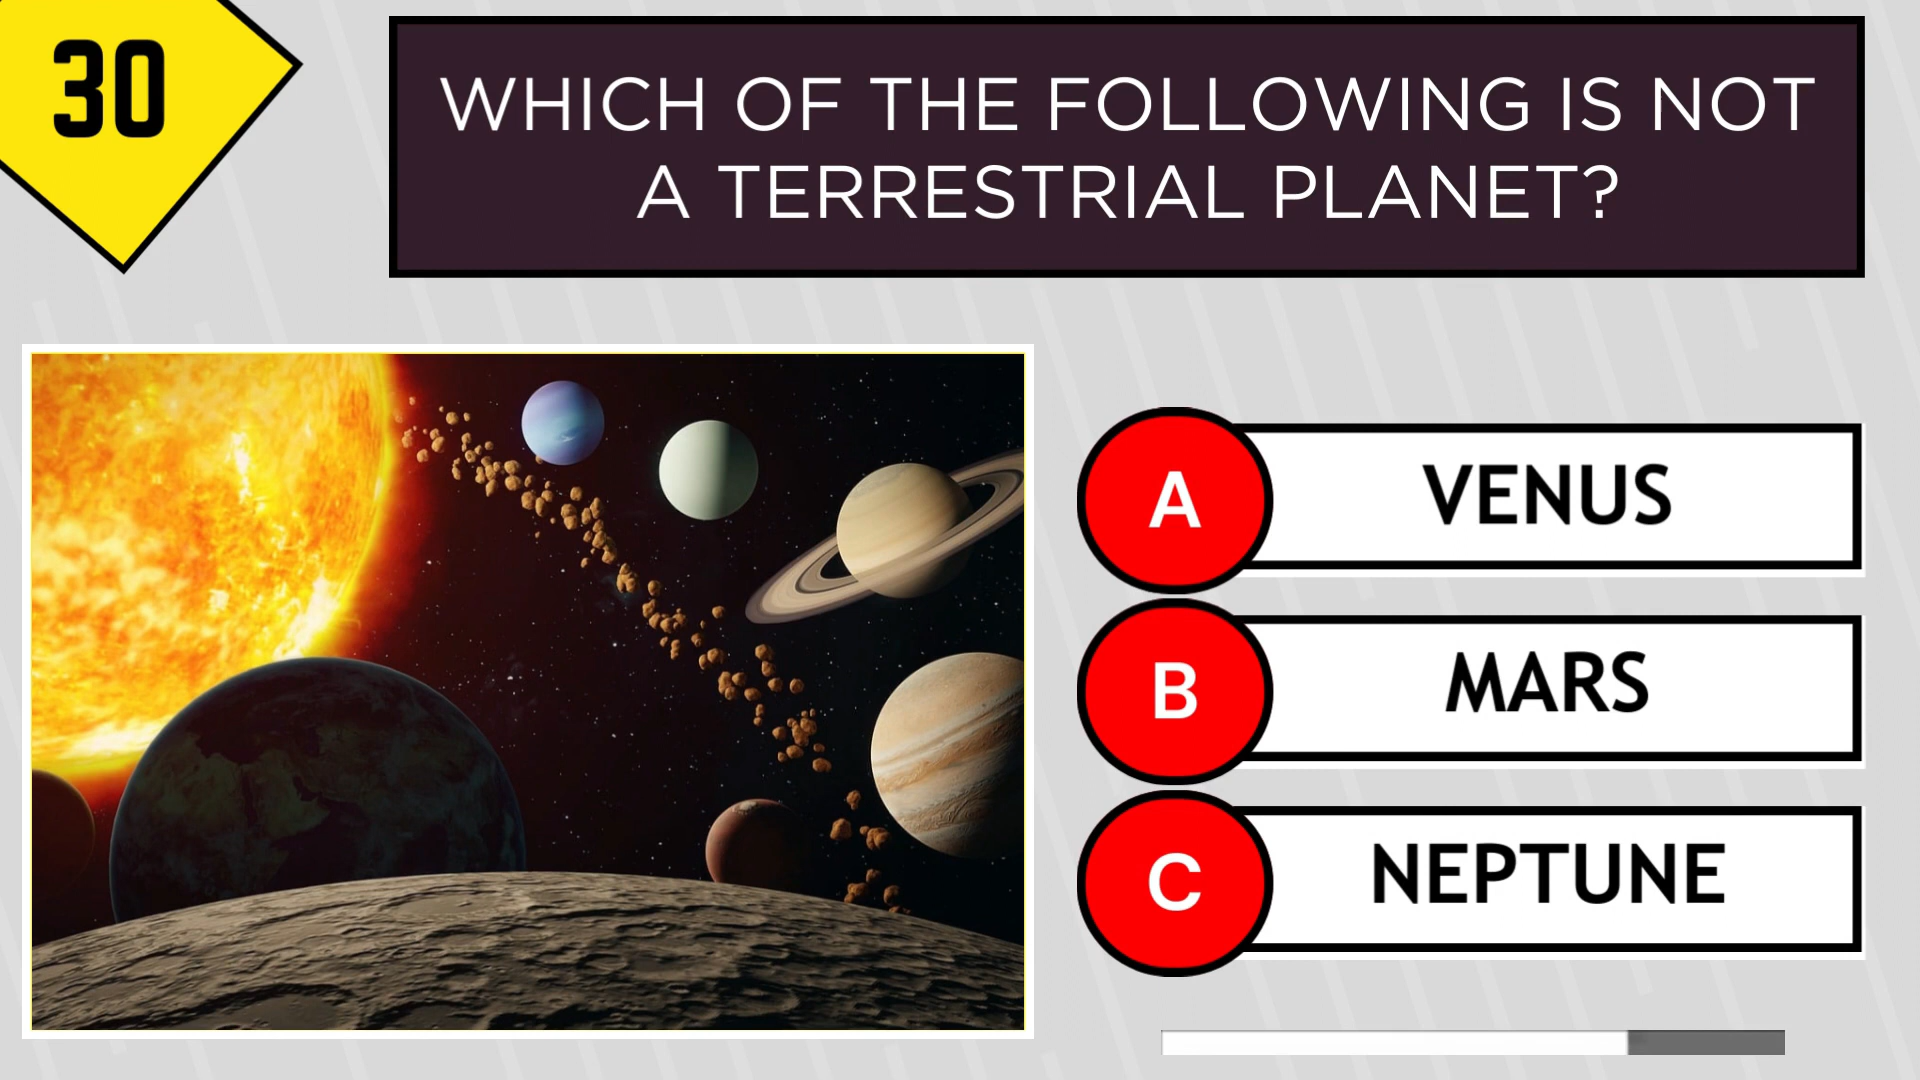 30
WHICH OF THE FOLLOWING IS NOT
A TERRESTRIAL PLANET?
A VENUS
B MARS
C NEPTUNE